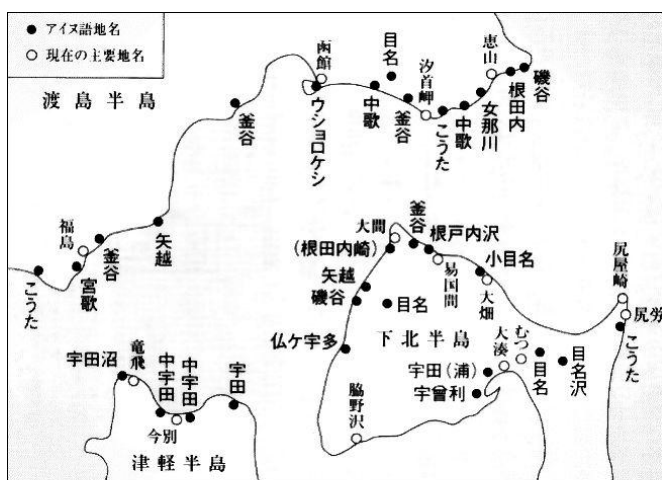 ● アイヌ語地名
○ 現在の主要地名
渡島半島
函館
目名
汐首岬
恵山
磯谷
根田内
女那川
中歌
こうた
釜谷
中歌
ウショロケシ
釜谷
矢越
福島
釜谷
宮歌
こうた
大間
釜谷
根戸内沢
(根田内崎)
易国間
小目名
大畑
尻屋崎
尻労
こうた
矢越
磯谷
目名
仏ケ宇多
下北半島
むつ
大湊
目名
目名沢
宇田(浦)
宇曽利
脇野沢
宇田沼
竜飛
中宇田
中宇田
宇田
今別
津軽半島